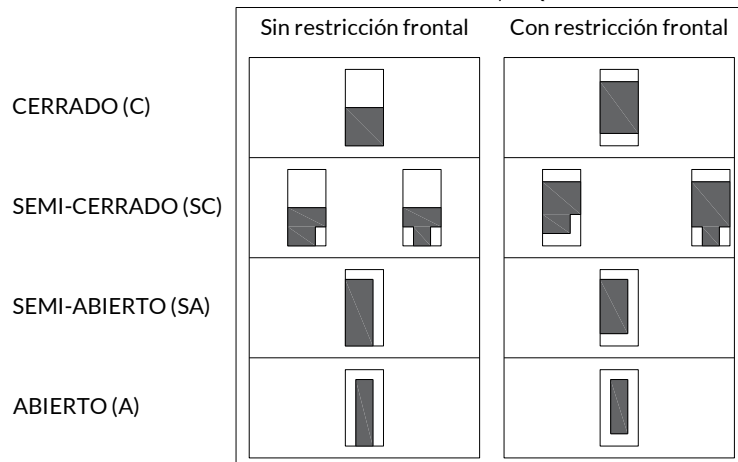 Sin restricción frontal Con restricción frontal
CERRADO (C)
SEMI-CERRADO (SC)
SEMI-ABIERTO (SA)
ABIERTO (A)